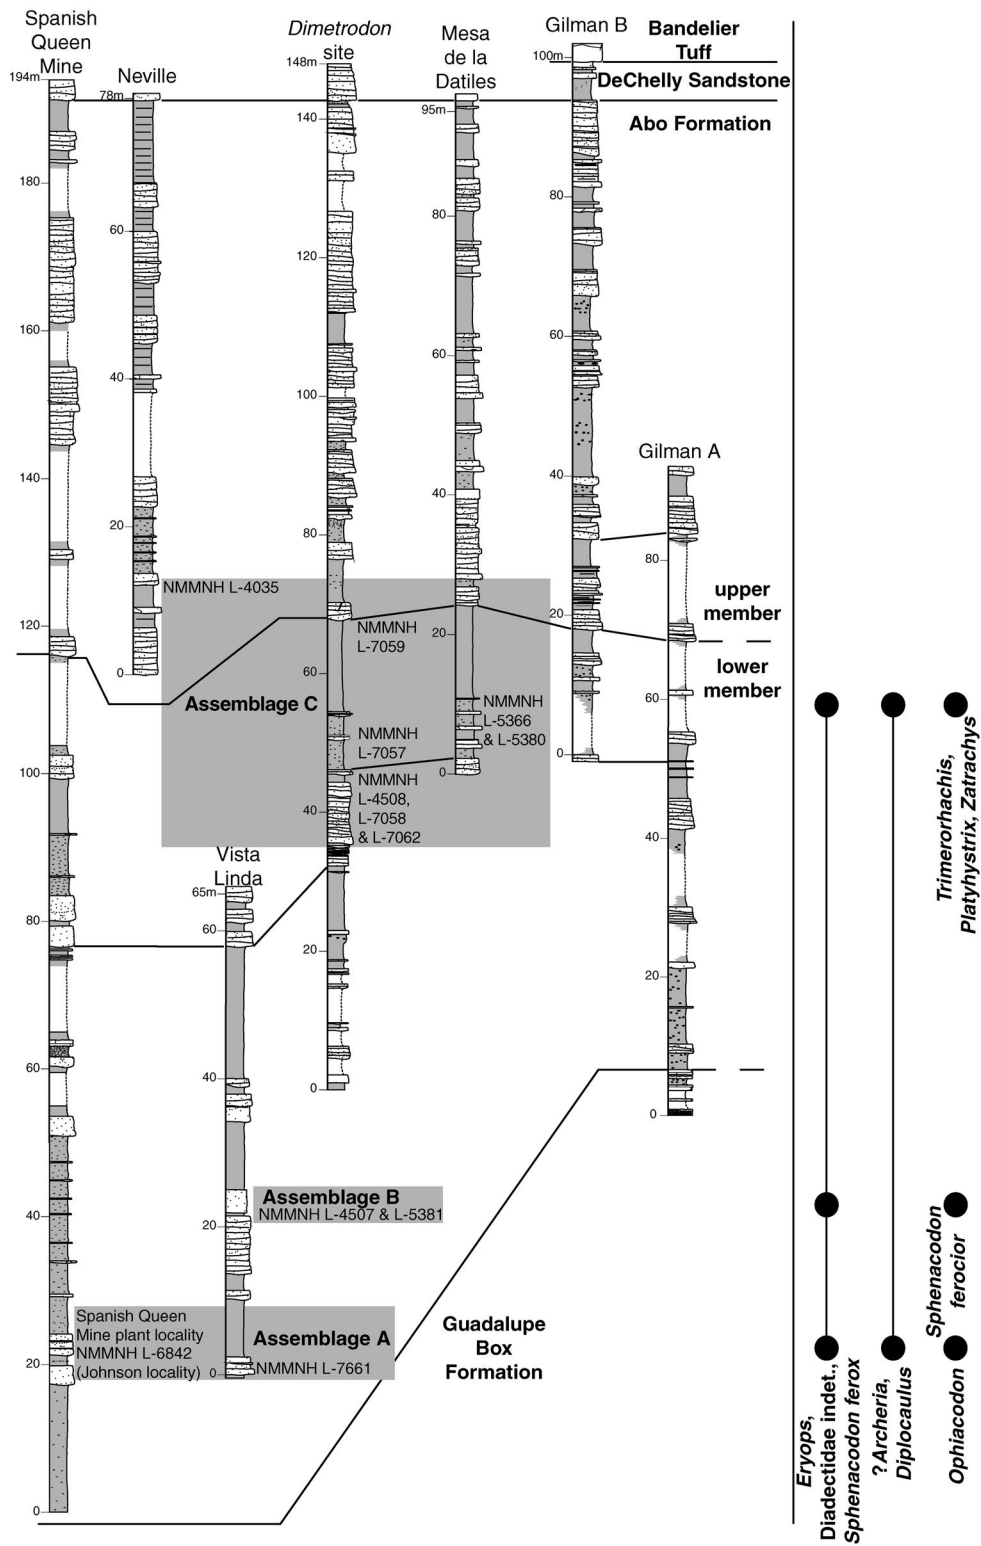 Spanish
Queen
Mine
194m
180
160
140
120
100
80
60
40
20
0
Neville
78m
60
40
20
0
Dimetrodon
site
148m
140
120
100
80
60
40
20
0
Mesa
de la
Datiles
95m
80
60
40
20
0
Gilman B
100m
80
60
40
20
0
Gilman A
80
60
40
20
0
Vista
Linda
65m
60
40
20
0
Bandelier
Tuff
DeChelly Sandstone
Abo Formation
upper
member
lower
member
Guadalupe
Box
Formation
NMMNH L-4035
NMMNH
L-7059
Assemblage C
NMMNH
L-7057
NMMNH
L-5366
& L-5380
NMMNH
L-4508,
L-7058
& L-7062
Assemblage B
NMMNH L-4507 & L-5381
Spanish Queen
Mine plant locality
NMMNH L-6842
(Johnson locality)
Assemblage A
NMMNH L-7661
Trimerorhachis,
Platyhystrix, Zatrachys
Sphenacodon
ferocior
Eryops,
Diadectidae indet.,
Sphenacodon ferox
?Archeria,
Diplocaulus
Ophiacodon